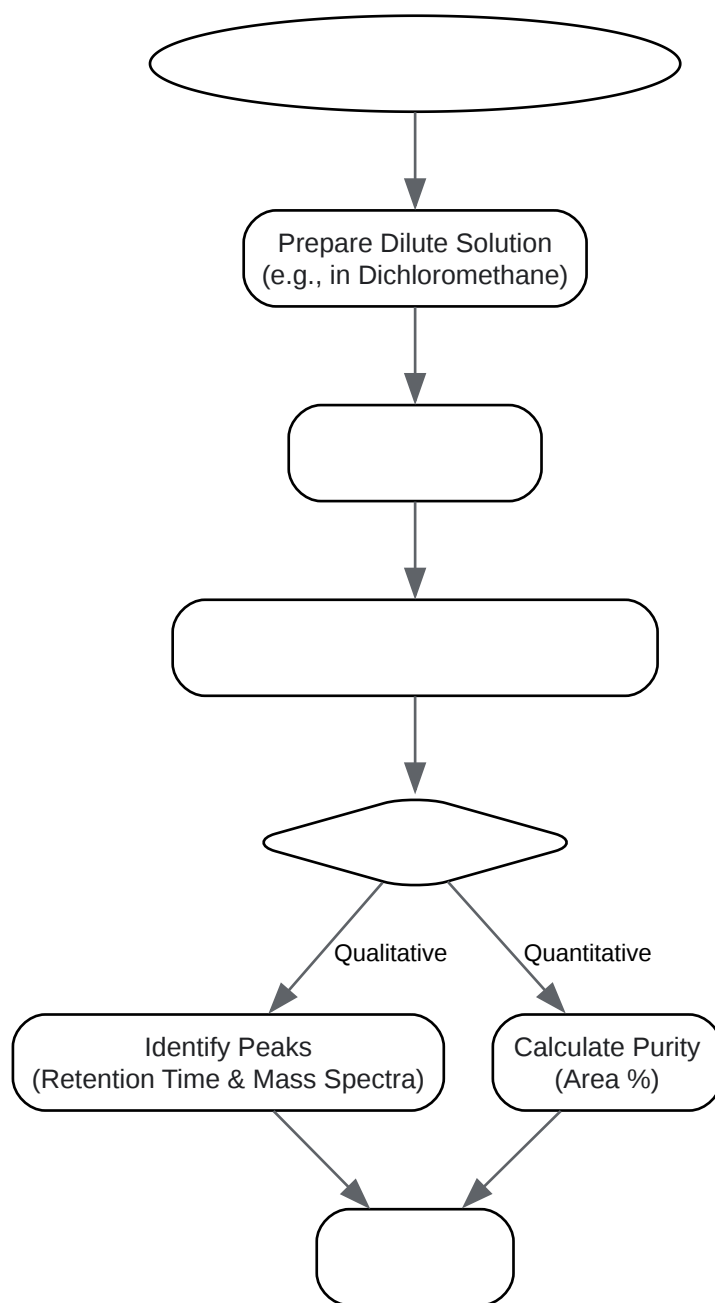 Prepare Dilute Solution
(e.g., in Dichloromethane)
Qualitative
Quantitative
Identify Peaks
(Retention Time & Mass Spectra)
Calculate Purity
(Area %)